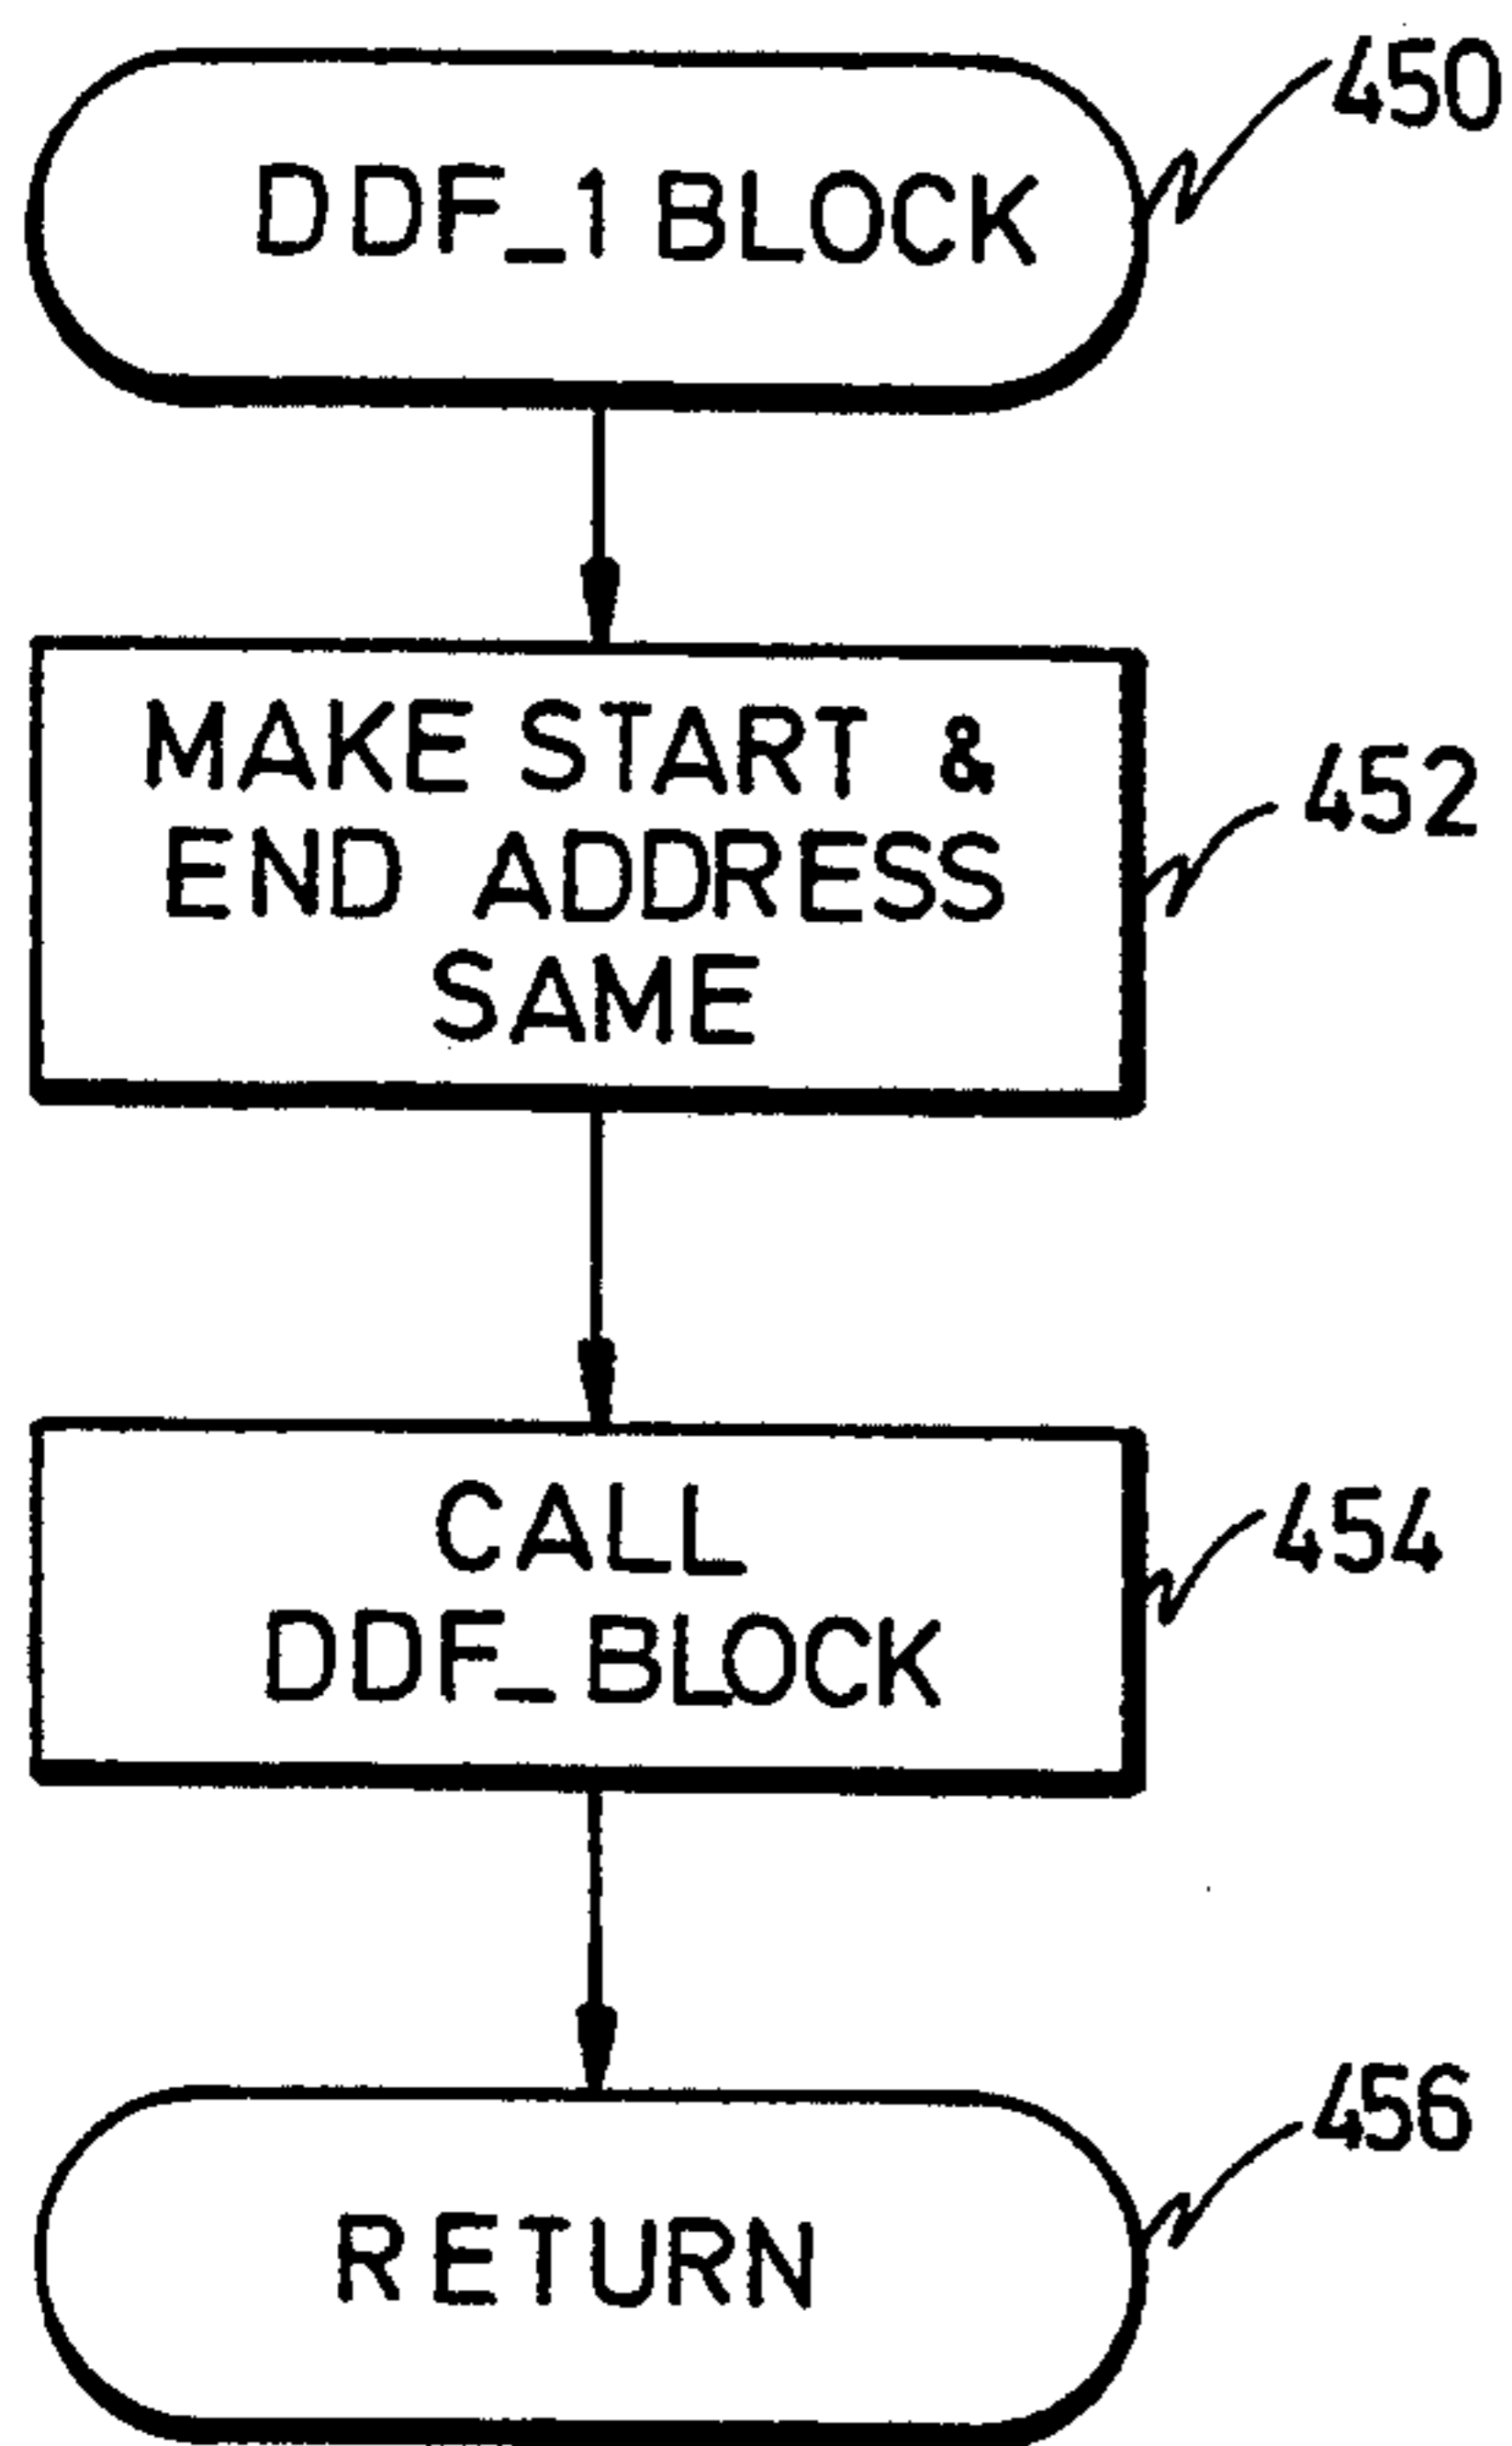 450
DDF_1 BLOCK
MAKE START &
END ADDRESS
SAME
452
CALL
DDF_BLOCK
454
456
RETURN